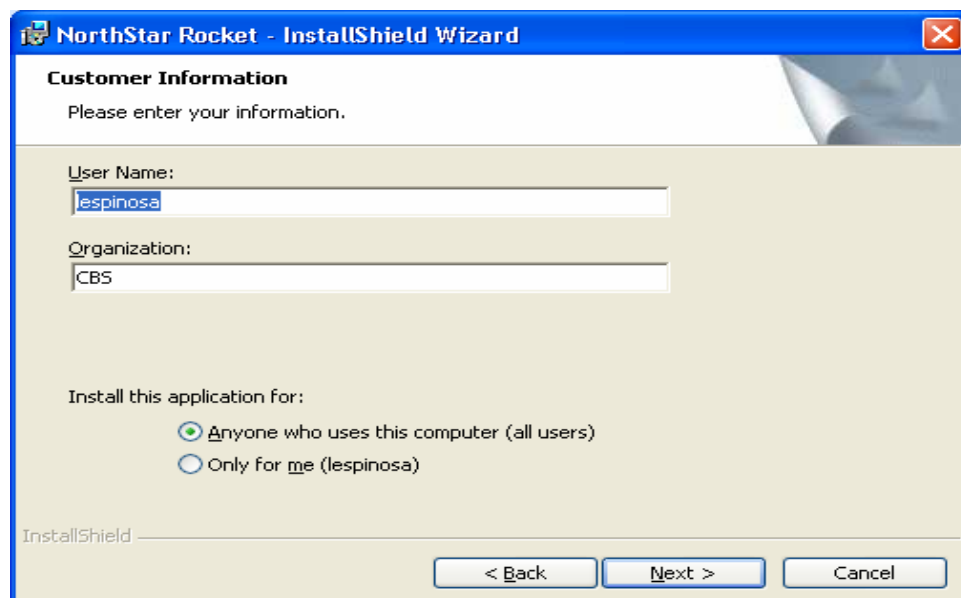 NorthStar Rocket - InstallShield Wizard
Customer Information
Please enter your information.
User Name:
lespinosa
Organization:
CBS
Install this application for:
Anyone who uses this computer (all users)
Only for me (lespinosa)
InstallShield
< Back Next > Cancel